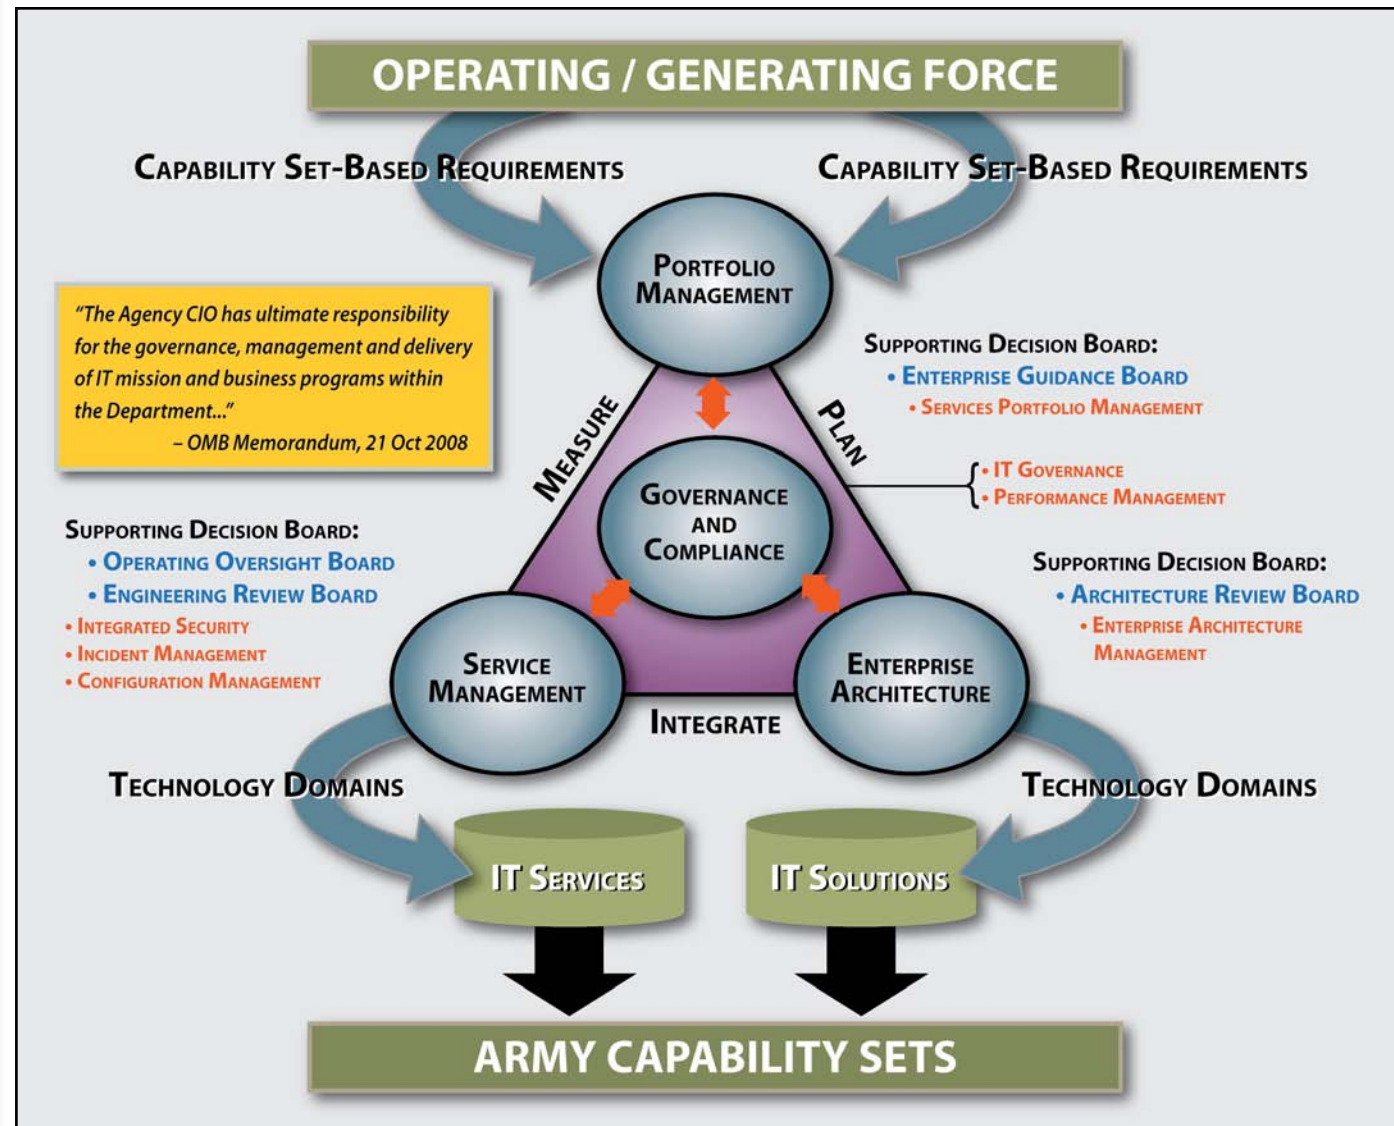 OPERATING / GENERATING FORCE
CAPABILITY SET-BASED REQUIREMENTS
CAPABILITY SET-BASED REQUIREMENTS
PORTFOLIO
MANAGEMENT
“The Agency CIO has ultimate responsibility
for the governance, management and delivery
of IT mission and business programs within
the Department...”
– OMB Memorandum, 21 Oct 2008
SUPPORTING DECISION BOARD:
• ENTERPRISE GUIDANCE BOARD
• SERVICES PORTFOLIO MANAGEMENT
MEASURE
PLAN
• IT GOVERNANCE
• PERFORMANCE MANAGEMENT
GOVERNANCE
AND
COMPLIANCE
SUPPORTING DECISION BOARD:
• OPERATING OVERSIGHT BOARD
• ENGINEERING REVIEW BOARD
• INTEGRATED SECURITY
• INCIDENT MANAGEMENT
• CONFIGURATION MANAGEMENT
SUPPORTING DECISION BOARD:
• ARCHITECTURE REVIEW BOARD
• ENTERPRISE ARCHITECTURE
MANAGEMENT
SERVICE
MANAGEMENT
ENTERPRISE
ARCHITECTURE
INTEGRATE
TECHNOLOGY DOMAINS
TECHNOLOGY DOMAINS
IT SERVICES
IT SOLUTIONS
ARMY CAPABILITY SETS